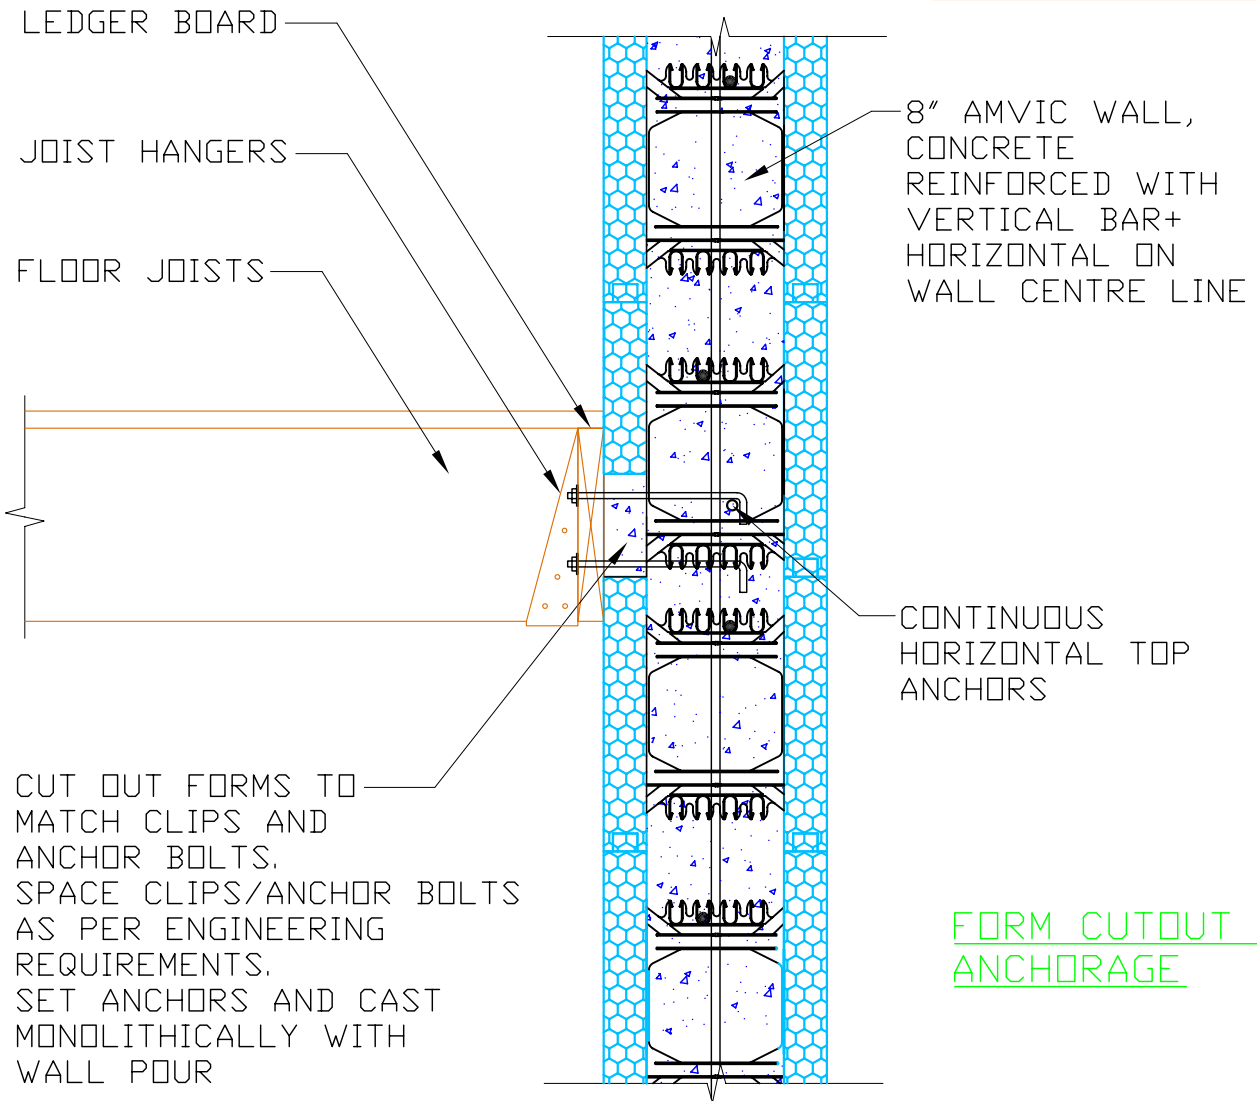 LEDGER BOARD
JOIST HANGERS
FLOOR JOISTS
8" AMVIC WALL,
CONCRETE
REINFORCED WITH
VERTICAL BAR+
HORIZONTAL ON
WALL CENTRE LINE
CONTINUOUS
HORIZONTAL TOP
ANCHORS
CUT OUT FORMS TO
MATCH CLIPS AND
ANCHOR BOLTS.
SPACE CLIPS/ANCHOR BOLTS
AS PER ENGINEERING
REQUIREMENTS.
SET ANCHORS AND CAST
MONOLITHICALLY WITH
WALL POUR
FORM CUTOUT
ANCHORAGE